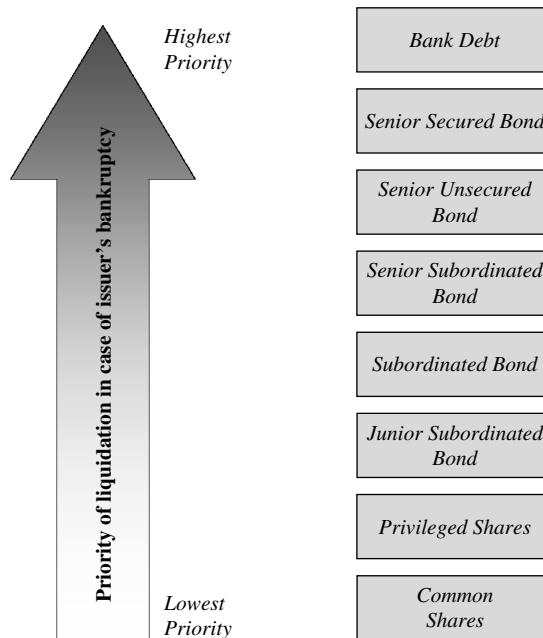 Highest
Priority
Priority of liquidation in case of issuer's bankruptcy
Lowest
Priority
Bank Debt
Senior Secured Bond
Senior Unsecured
Bond
Senior Subordinated
Bond
Subordinated Bond
Junior Subordinated
Bond
Privileged Shares
Common
Shares